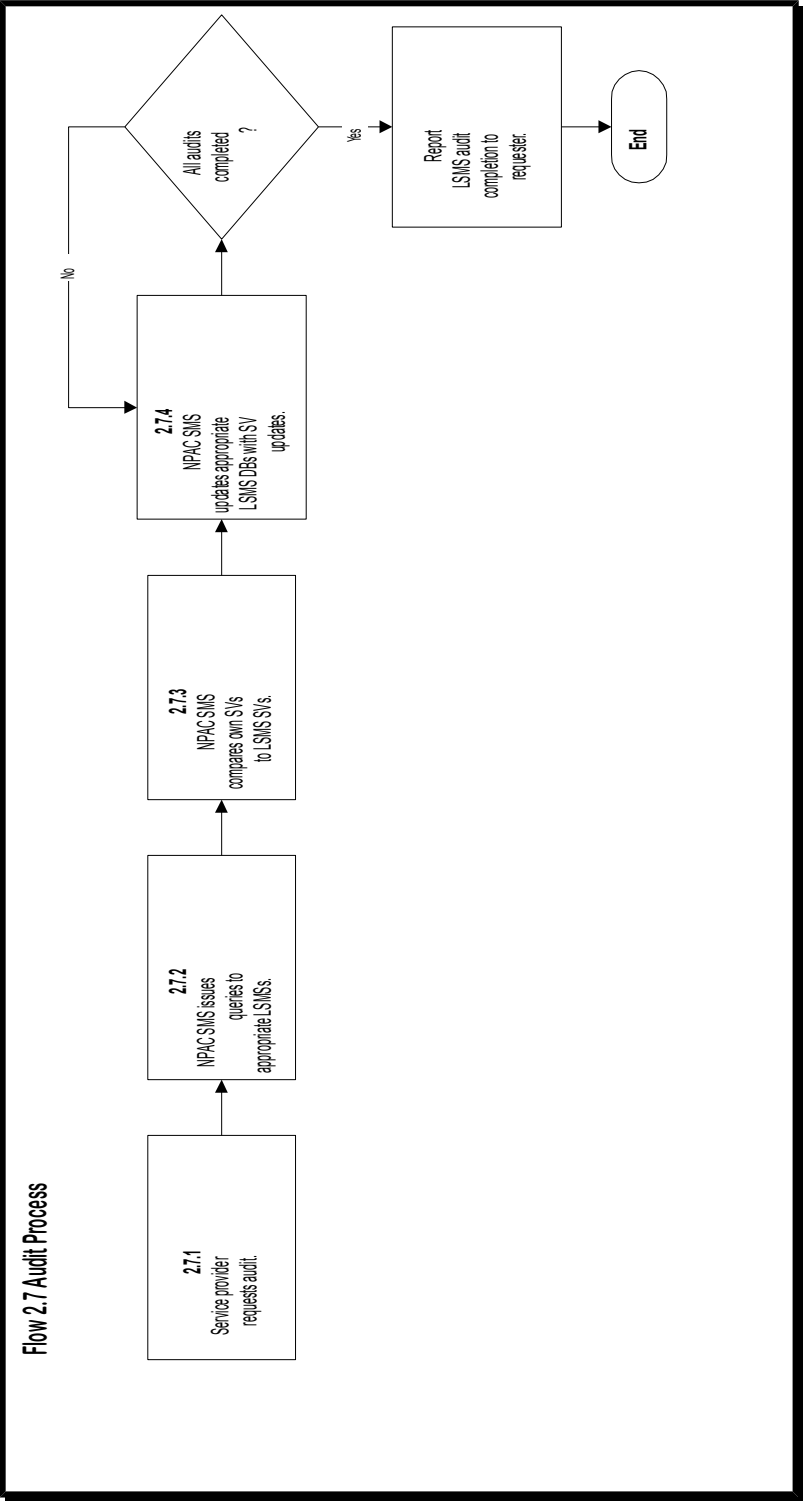 Flow 2.7 Audit Process
2.7.1
Service provider
requests audit.
2.7.2
NPAC SMS issues
queries to
appropriate LSMSs.
2.7.3
NPAC SMS
compares own SVs
to LSMS SVs.
2.7.4
NPAC SMS
updates appropriate
LSMS DBs with SV
updates.
All audits
completed
?
No
Yes
Report
LSMS audit
completion to
requester.
End